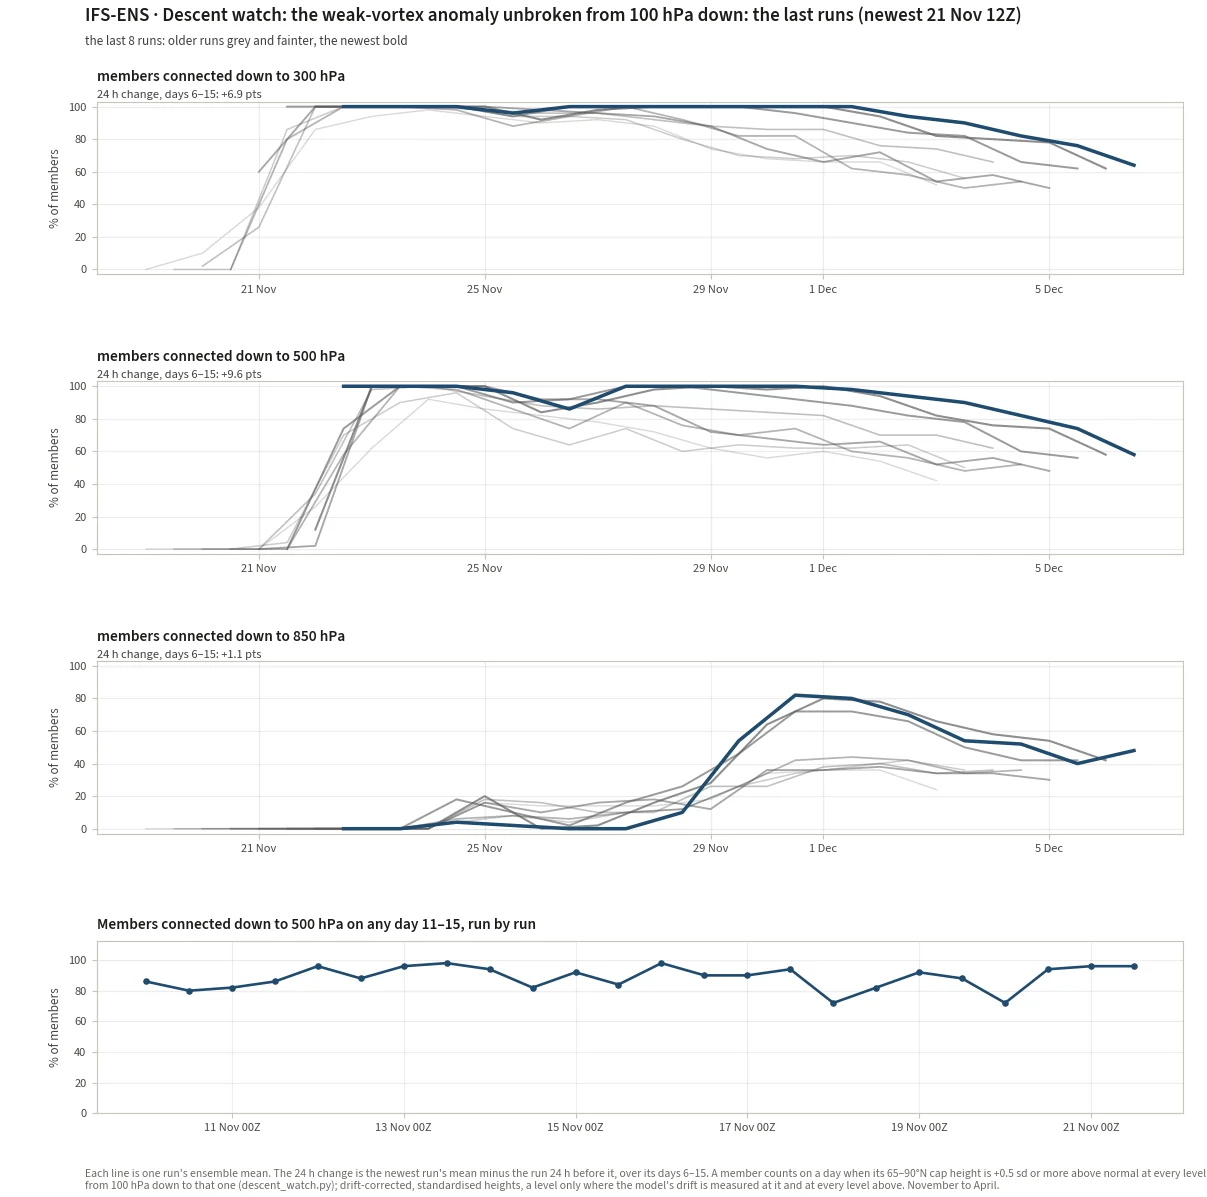 IFS-ENS · Descent watch: the weak-vortex anomaly unbroken from 100 hPa down: the last runs (newest 21 Nov 12Z)
the last 8 runs: older runs grey and fainter, the newest bold
members connected down to 300 hPa
24 h change, days 6–15: +6.9 pts
% of members
100
80
60
40
20
0
21 Nov
25 Nov
29 Nov
1 Dec
5 Dec
members connected down to 500 hPa
24 h change, days 6–15: +9.6 pts
% of members
100
80
60
40
20
0
21 Nov
25 Nov
29 Nov
1 Dec
5 Dec
members connected down to 850 hPa
24 h change, days 6–15: +1.1 pts
% of members
100
80
60
40
20
0
21 Nov
25 Nov
29 Nov
1 Dec
5 Dec
Members connected down to 500 hPa on any day 11–15, run by run
% of members
100
80
60
40
20
0
11 Nov 00Z
13 Nov 00Z
15 Nov 00Z
17 Nov 00Z
19 Nov 00Z
21 Nov 00Z
Each line is one run's ensemble mean. The 24 h change is the newest run's mean minus the run 24 h before it, over its days 6–15. A member counts on a day when its 65–90°N cap height is +0.5 sd or more above normal at every level
from 100 hPa down to that one (descent_watch.py); drift-corrected, standardised heights, a level only where the model's drift is measured at it and at every level above. November to April.